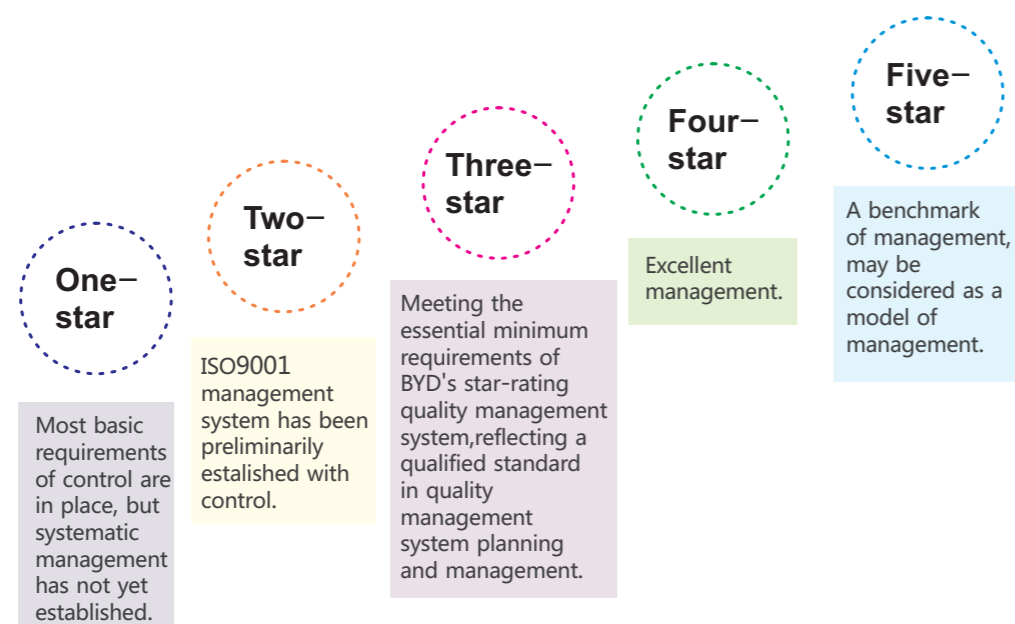 One–
star
Most basic
requirements
of control are
in place, but
systematic
management
has not yet
established.
Two–
star
ISO9001
management
system has been
preliminarily
estalished with
control.
Three–
star
Meeting the
essential minimum
requirements of
BYD's star-rating
quality management
system,reflecting a
qualified standard
in quality
management
system planning
and management.
Four–
star
Excellent
management.
Five–
star
A benchmark
of management,
may be
considered as a
model of
management.